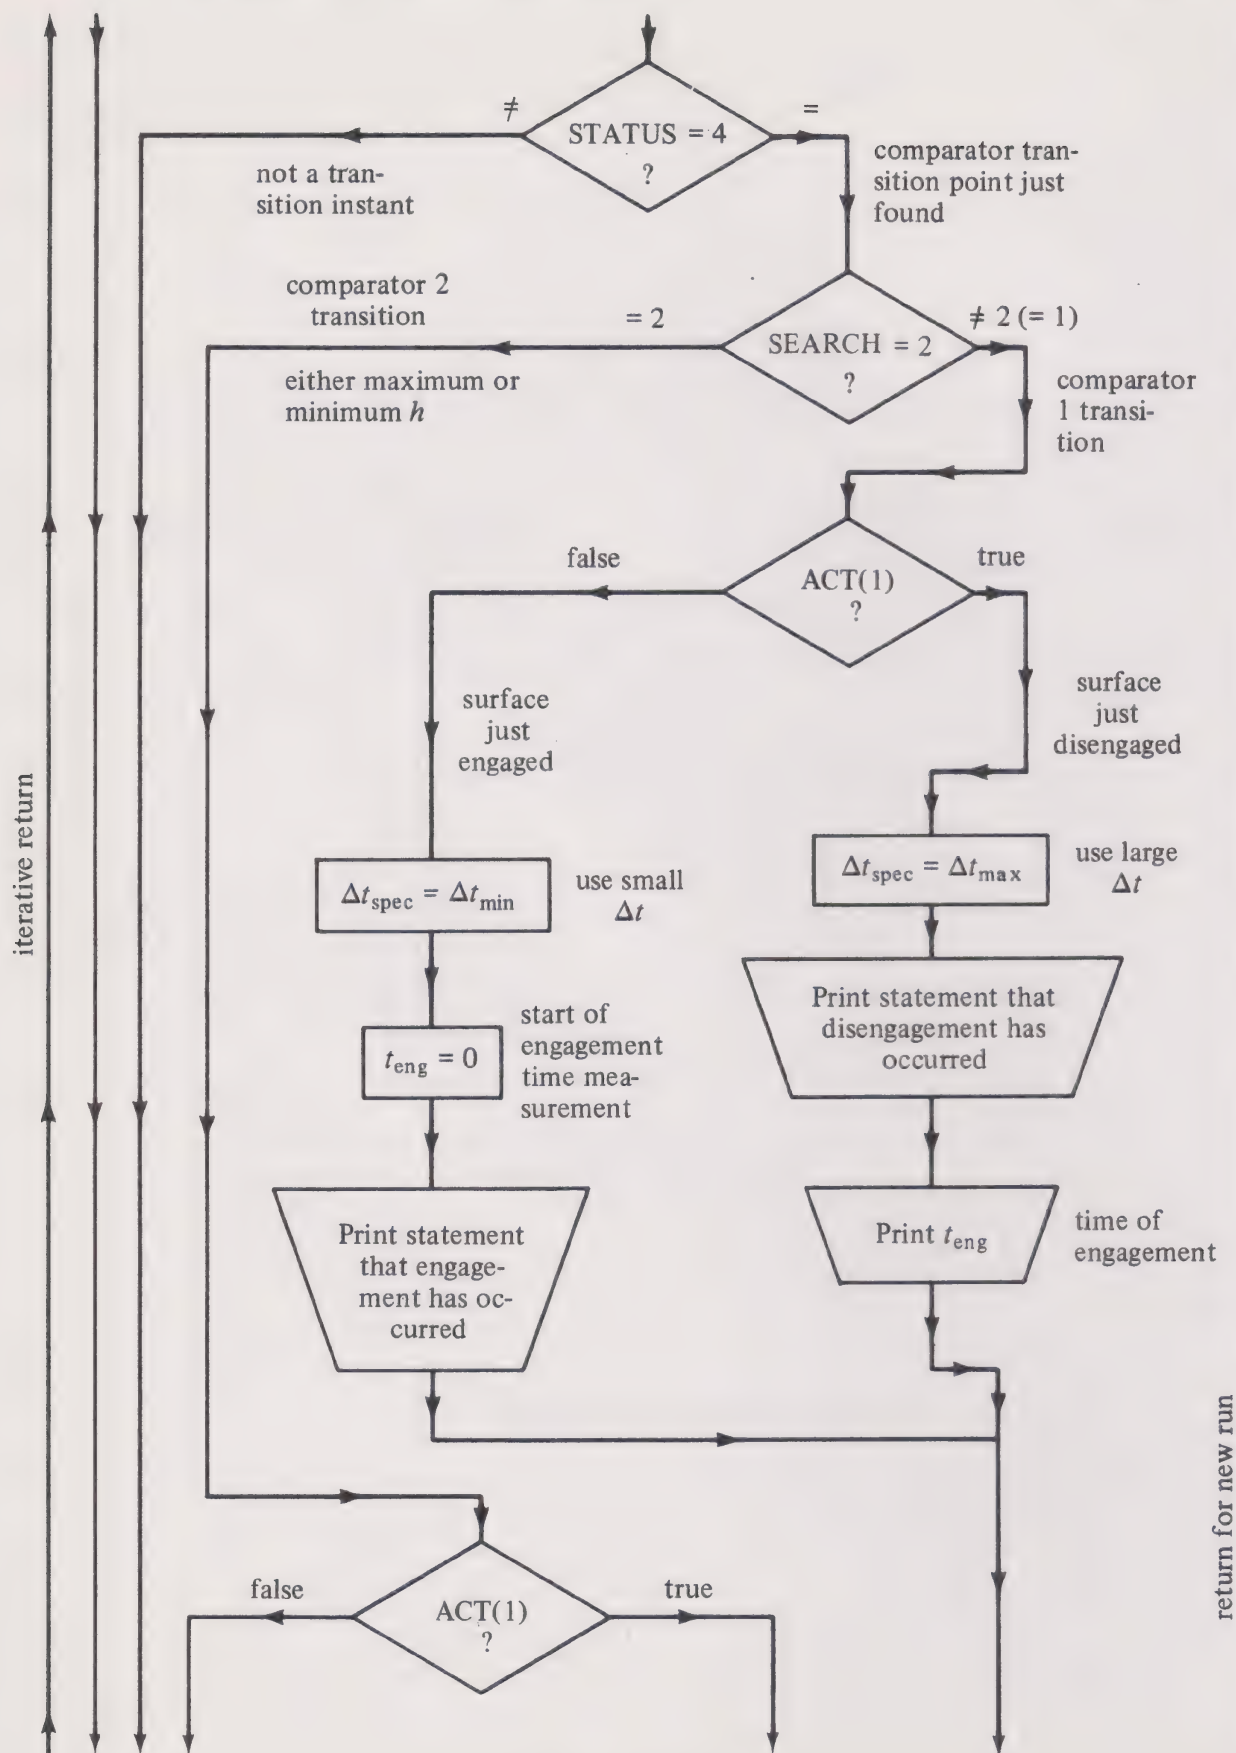 ≠
=
STATUS = 4
?
not a tran-
sition instant
comparator tran-
sition point just
found
comparator 2
transition
= 2
≠ 2 (= 1)
SEARCH = 2
?
either maximum or
minimum h
comparator
1 transi-
tion
false
true
ACT(1)
?
surface
just
engaged
surface
just
disengaged
iterative return
Δt_spec = Δt_min
use small
Δt
Δt_spec = Δt_max
use large
Δt
t_eng = 0
start of
engagement
time mea-
surement
Print statement that
disengagement has
occurred
Print statement
that engage-
ment has oc-
curred
Print t_eng
time of
engagement
return for new run
false
true
ACT(1)
?